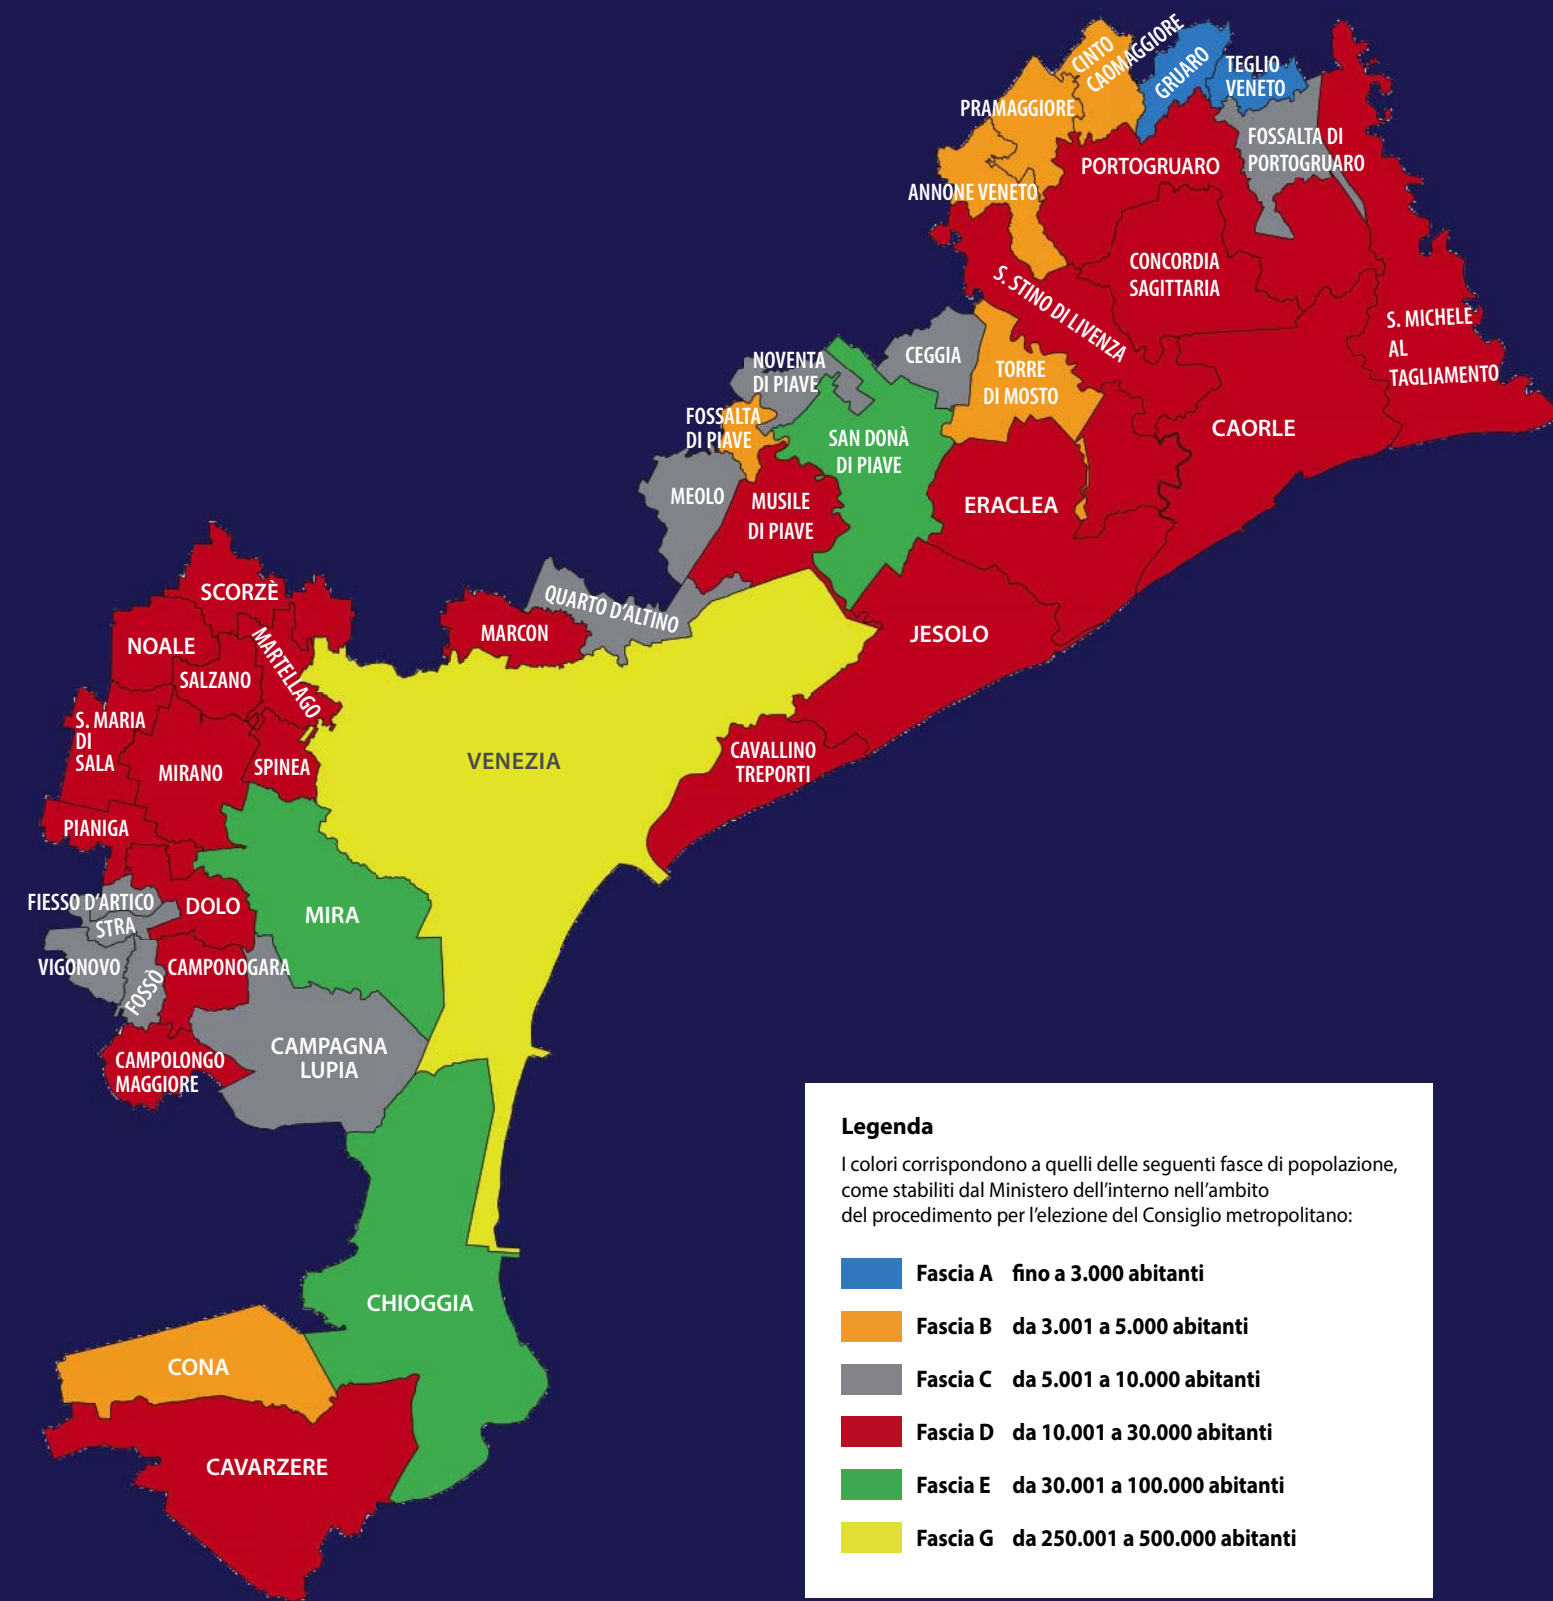 CINTO
CAOMAGGIORE
GRUARO
TEGLIO
VENETO
PRAMAGGIORE
FOSSALTA DI
PORTOGRUARO
PORTOGRUARO
ANNONE VENETO
CONCORDIA
SAGITTARIA
S. STINO DI LIVENZA
S. MICHELE
AL
TAGLIAMENTO
CEGGIA
NOVENTA
DI PIAVE
TORRE
DI MOSTO
FOSSALTA
DI PIAVE
SAN DONÀ
DI PIAVE
CAORLE
MEOLO
MUSILE
DI PIAVE
ERACLEA
SCORZÈ
QUARTO D'ALTINO
MARCON
JESOLO
NOALE
MARTELLAGO
SALZANO
S. MARIA
DI
SALA
MIRANO
SPINEA
VENEZIA
CAVALLINO
TREPORTI
PIANIGA
FIESSO D'ARTICO
STRA
DOLO
MIRA
VIGONOVO
FOSSÒ
CAMPONOGARA
CAMPAGNA
LUPIA
CAMPOLONGO
MAGGIORE
CHIOGGIA
CONA
CAVARZERE
Legenda
I colori corrispondono a quelli delle seguenti fasce di popolazione,
come stabiliti dal Ministero dell'interno nell'ambito
del procedimento per l'elezione del Consiglio metropolitano:
Fascia A fino a 3.000 abitanti
Fascia B da 3.001 a 5.000 abitanti
Fascia C da 5.001 a 10.000 abitanti
Fascia D da 10.001 a 30.000 abitanti
Fascia E da 30.001 a 100.000 abitanti
Fascia G da 250.001 a 500.000 abitanti